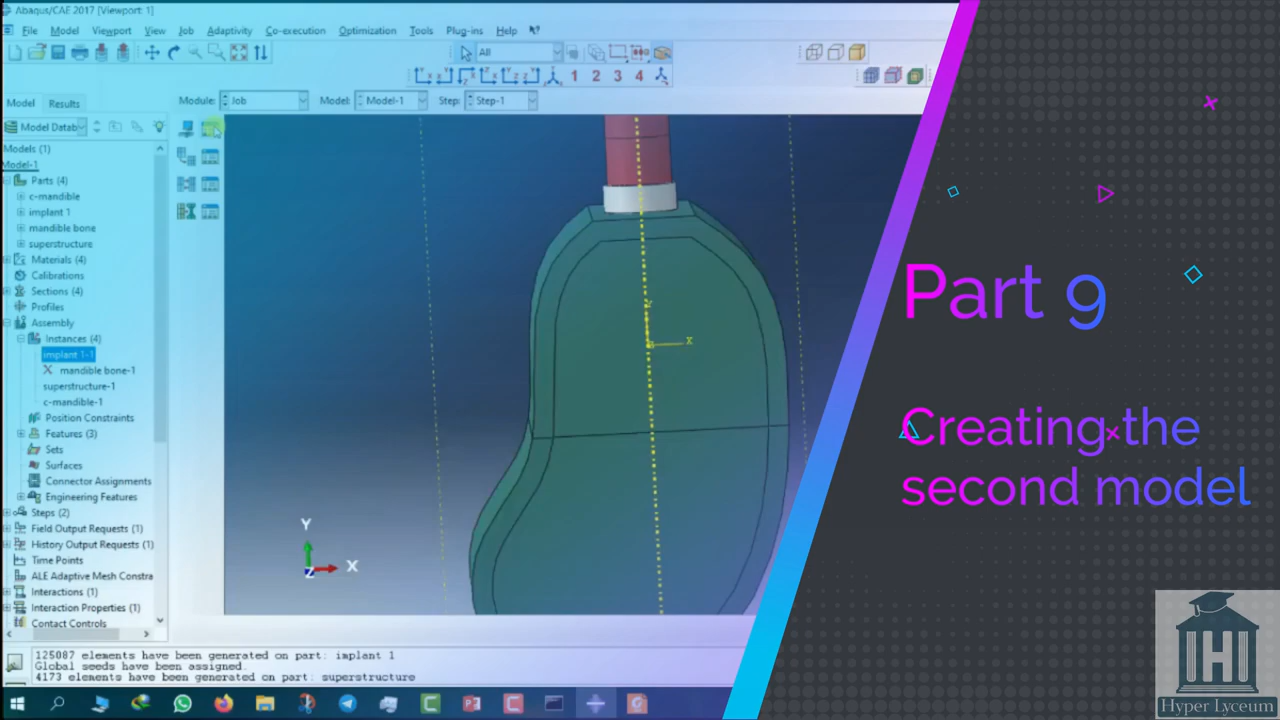 Abaqus/CAE 2017 [Viewport: 1]
File Model Viewport View Job Adaptivity Co-execution Optimization Tools Plug-ins Help
All
1 2 3 4
Model Results
Module: Job Model: Model-1 Step: Step-1
Model Datab
Models (1)
Model-1
Parts (4)
c-mandible
implant 1
mandible bone
superstructure
Materials (4)
Calibrations
Sections (4)
Profiles
Assembly
Instances (4)
implant 1-1
mandible bone-1
superstructure-1
c-mandible-1
Position Constraints
Features (3)
Sets
Surfaces
Connector Assignments
Engineering Features
Steps (2)
Field Output Requests (1)
History Output Requests (1)
Time Points
ALE Adaptive Mesh Constra
Interactions (1)
Interaction Properties (1)
Contact Controls
Y
X
Z
Y
X
125087 elements have been generated on part: implant 1
Global seeds have been assigned.
4173 elements have been generated on part: superstructure
Part 9
Creating the
second model
H
Hyper Lyceum